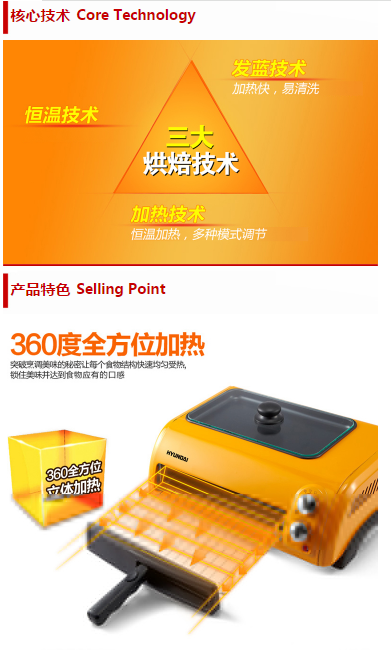 核心技术 Core Technology
发蓝技术
加热快，易清洗
恒温技术
三大
烘焙技术
加热技术
恒温加热，多种模式调节
产品特色 Selling Point
360度全方位加热
突破烹调美味的秘密让每个食物结构快速均匀受热,
锁住美味并达到食物应有的口感
360全方位
立体加热
HYUNDAI